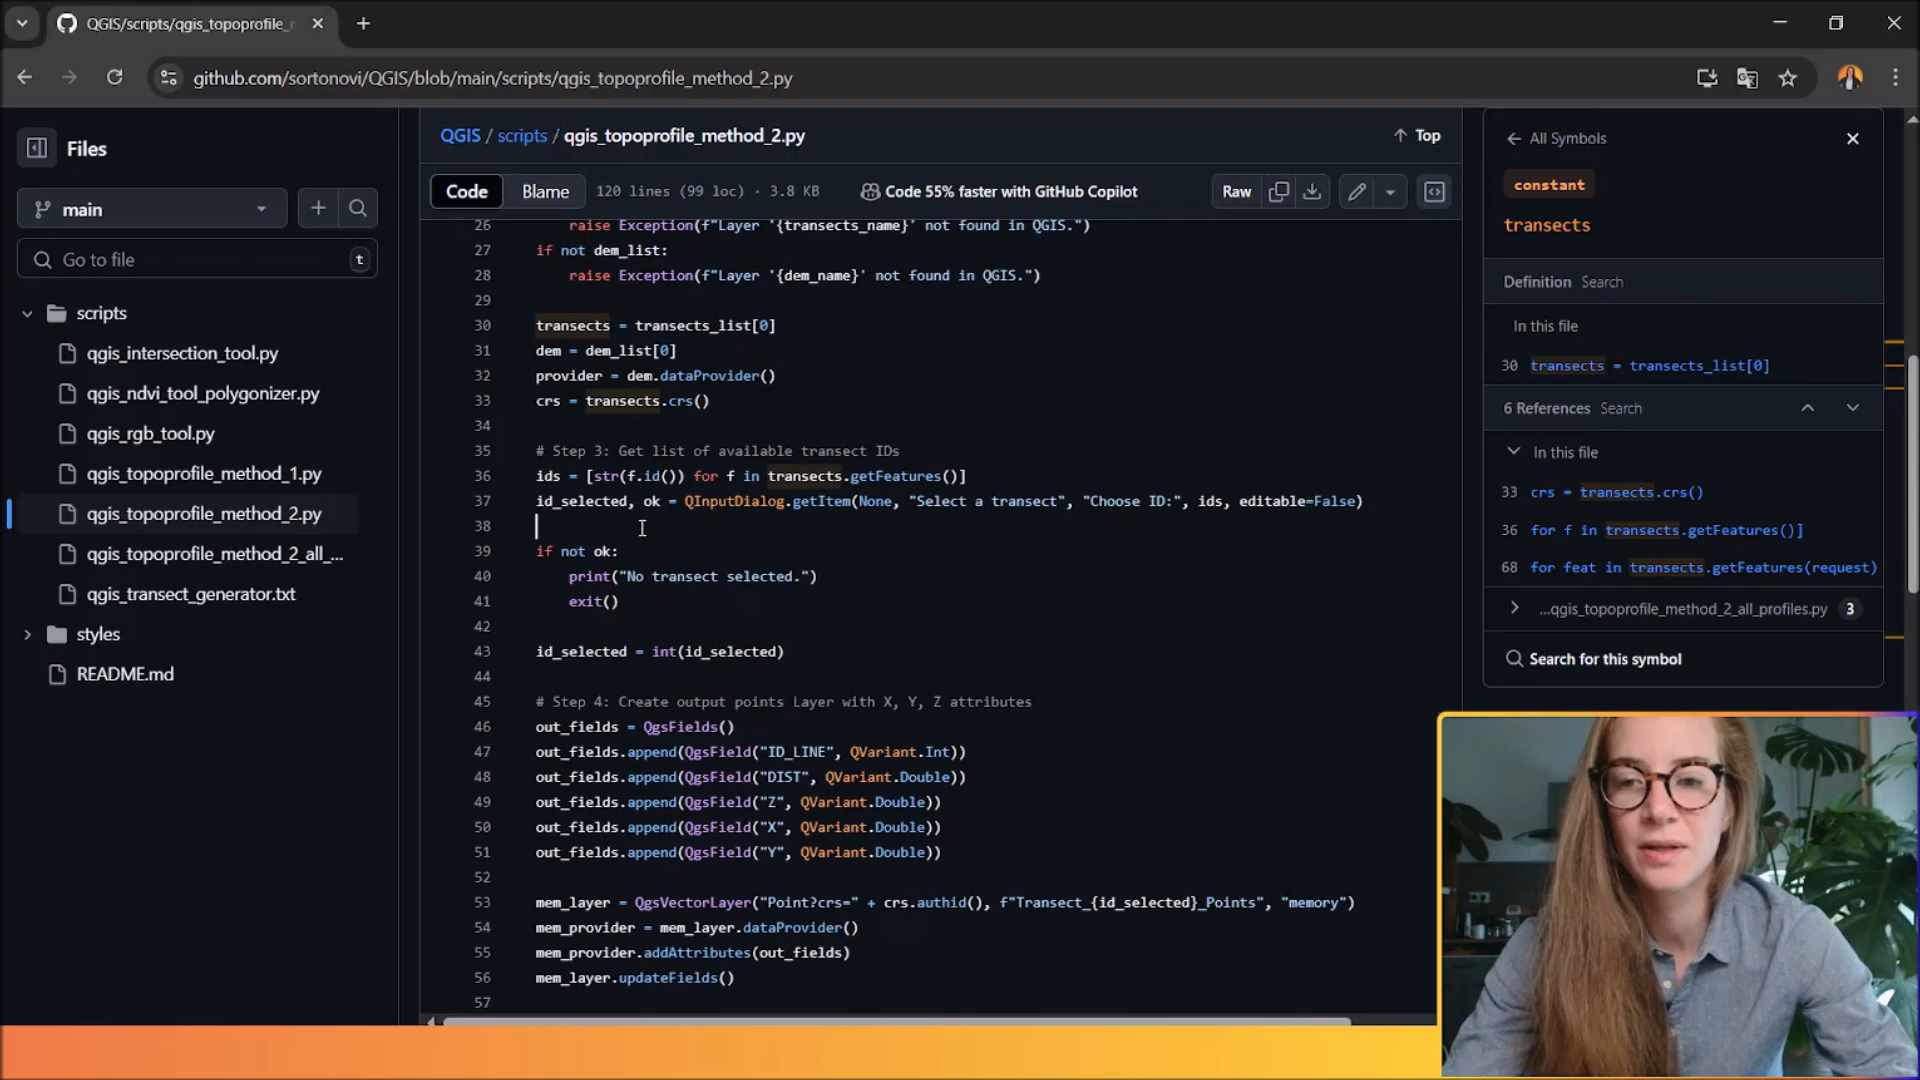 QGIS/scripts/qgis_topoprofile_
github.com/sortonovi/QGIS/blob/main/scripts/qgis_topoprofile_method_2.py
Files
main
Go to file
t
scripts
qgis_intersection_tool.py
qgis_ndvi_tool_polygonizer.py
qgis_rgb_tool.py
qgis_topoprofile_method_1.py
qgis_topoprofile_method_2.py
qgis_topoprofile_method_2_all_...
qgis_transect_generator.txt
styles
README.md
QGIS / scripts / qgis_topoprofile_method_2.py
Top
Code
Blame
120 lines (99 loc) · 3.8 KB
Code 55% faster with GitHub Copilot
Raw
26 raise Exception(f"Layer '{transects_name}' not found in QGIS.")
27 if not dem_list:
28 raise Exception(f"Layer '{dem_name}' not found in QGIS.")
29
30 transects = transects_list[0]
31 dem = dem_list[0]
32 provider = dem.dataProvider()
33 crs = transects.crs()
34
35 # Step 3: Get list of available transect IDs
36 ids = [str(f.id()) for f in transects.getFeatures()]
37 id_selected, ok = QInputDialog.getItem(None, "Select a transect", "Choose ID:", ids, editable=False)
38
39 if not ok:
40 print("No transect selected.")
41 exit()
42
43 id_selected = int(id_selected)
44
45 # Step 4: Create output points Layer with X, Y, Z attributes
46 out_fields = QgsFields()
47 out_fields.append(QgsField("ID_LINE", QVariant.Int))
48 out_fields.append(QgsField("DIST", QVariant.Double))
49 out_fields.append(QgsField("Z", QVariant.Double))
50 out_fields.append(QgsField("X", QVariant.Double))
51 out_fields.append(QgsField("Y", QVariant.Double))
52
53 mem_layer = QgsVectorLayer("Point?crs=" + crs.authid(), f"Transect_{id_selected}_Points", "memory")
54 mem_provider = mem_layer.dataProvider()
55 mem_provider.addAttributes(out_fields)
56 mem_layer.updateFields()
57
All Symbols
constant
transects
Definition Search
In this file
30 transects = transects_list[0]
6 References Search
In this file
33 crs = transects.crs()
36 for f in transects.getFeatures()]
68 for feat in transects.getFeatures(request)
...qgis_topoprofile_method_2_all_profiles.py 3
Search for this symbol